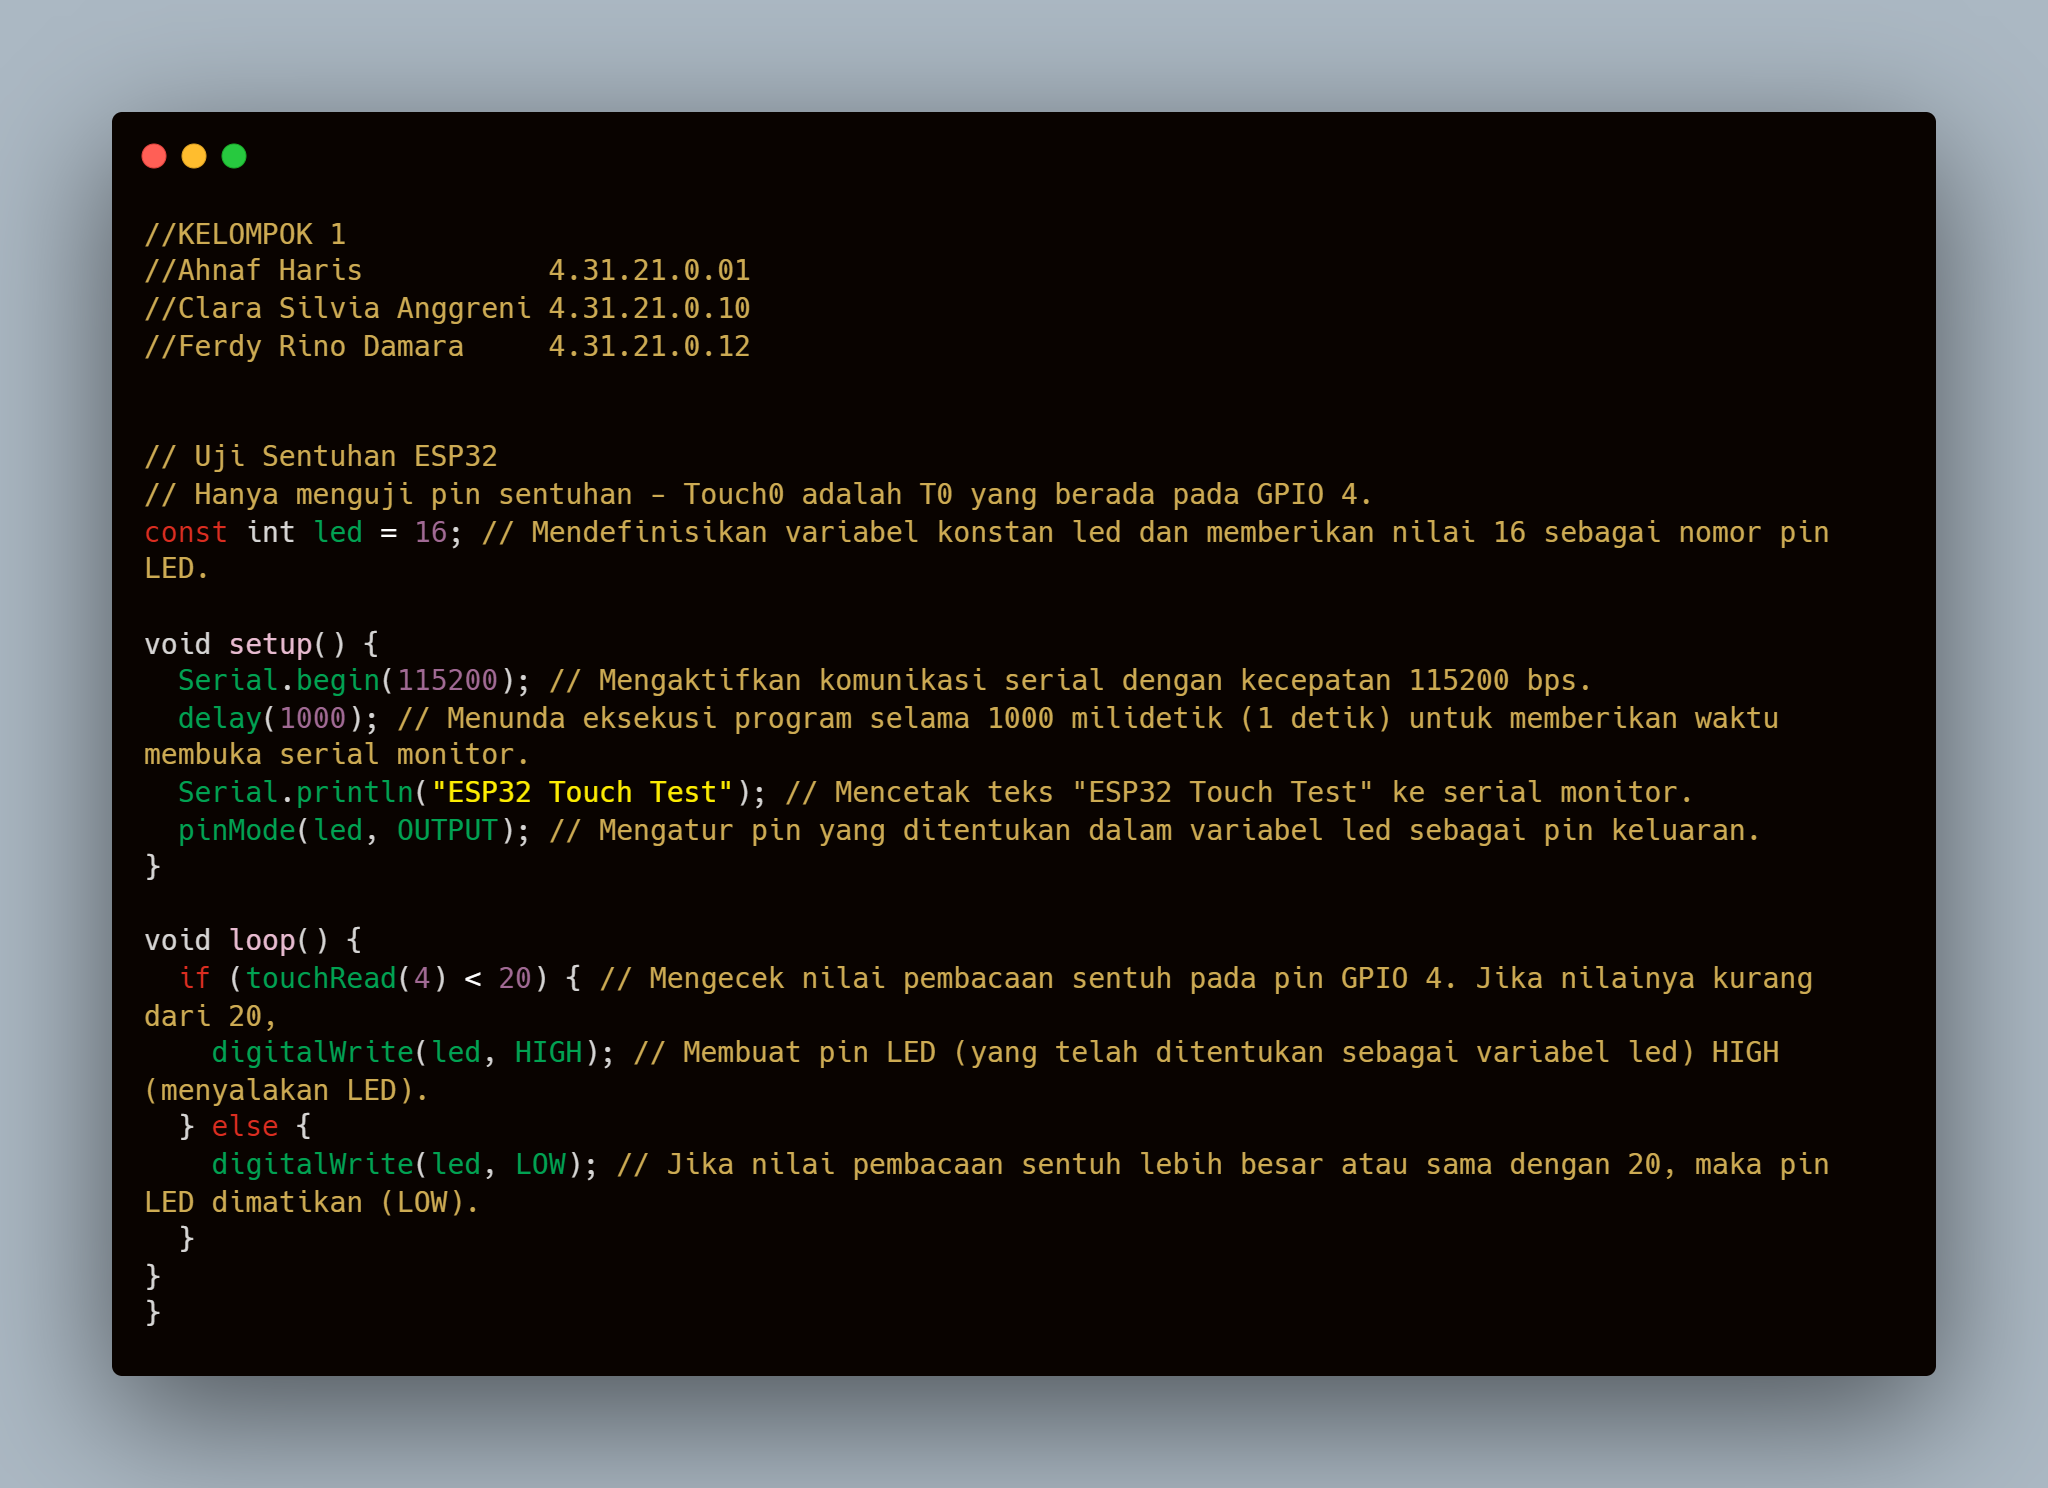 //KELOMPOK 1
//Ahnaf Haris           4.31.21.0.01
//Clara Silvia Anggreni 4.31.21.0.10
//Ferdy Rino Damara     4.31.21.0.12
// Uji Sentuhan ESP32
// Hanya menguji pin sentuhan - Touch0 adalah T0 yang berada pada GPIO 4.
const int led = 16; // Mendefinisikan variabel konstan led dan memberikan nilai 16 sebagai nomor pin
LED.
void setup() {
  Serial.begin(115200); // Mengaktifkan komunikasi serial dengan kecepatan 115200 bps.
  delay(1000); // Menunda eksekusi program selama 1000 milidetik (1 detik) untuk memberikan waktu
membuka serial monitor.
  Serial.println("ESP32 Touch Test"); // Mencetak teks "ESP32 Touch Test" ke serial monitor.
  pinMode(led, OUTPUT); // Mengatur pin yang ditentukan dalam variabel led sebagai pin keluaran.
}
void loop() {
  if (touchRead(4) < 20) { // Mengecek nilai pembacaan sentuh pada pin GPIO 4. Jika nilainya kurang
dari 20,
    digitalWrite(led, HIGH); // Membuat pin LED (yang telah ditentukan sebagai variabel led) HIGH
(menyalakan LED).
  } else {
    digitalWrite(led, LOW); // Jika nilai pembacaan sentuh lebih besar atau sama dengan 20, maka pin
LED dimatikan (LOW).
  }
}
}